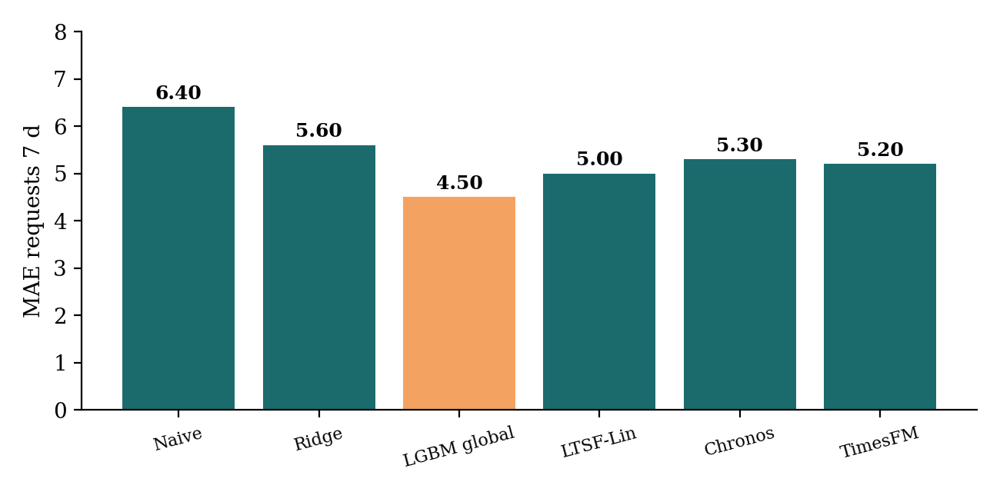 MAE requests 7 d
8
7
6
5
4
3
2
1
0
6.40
5.60
4.50
5.00
5.30
5.20
Naive
Ridge
LGBM global
LTSF-Lin
Chronos
TimesFM